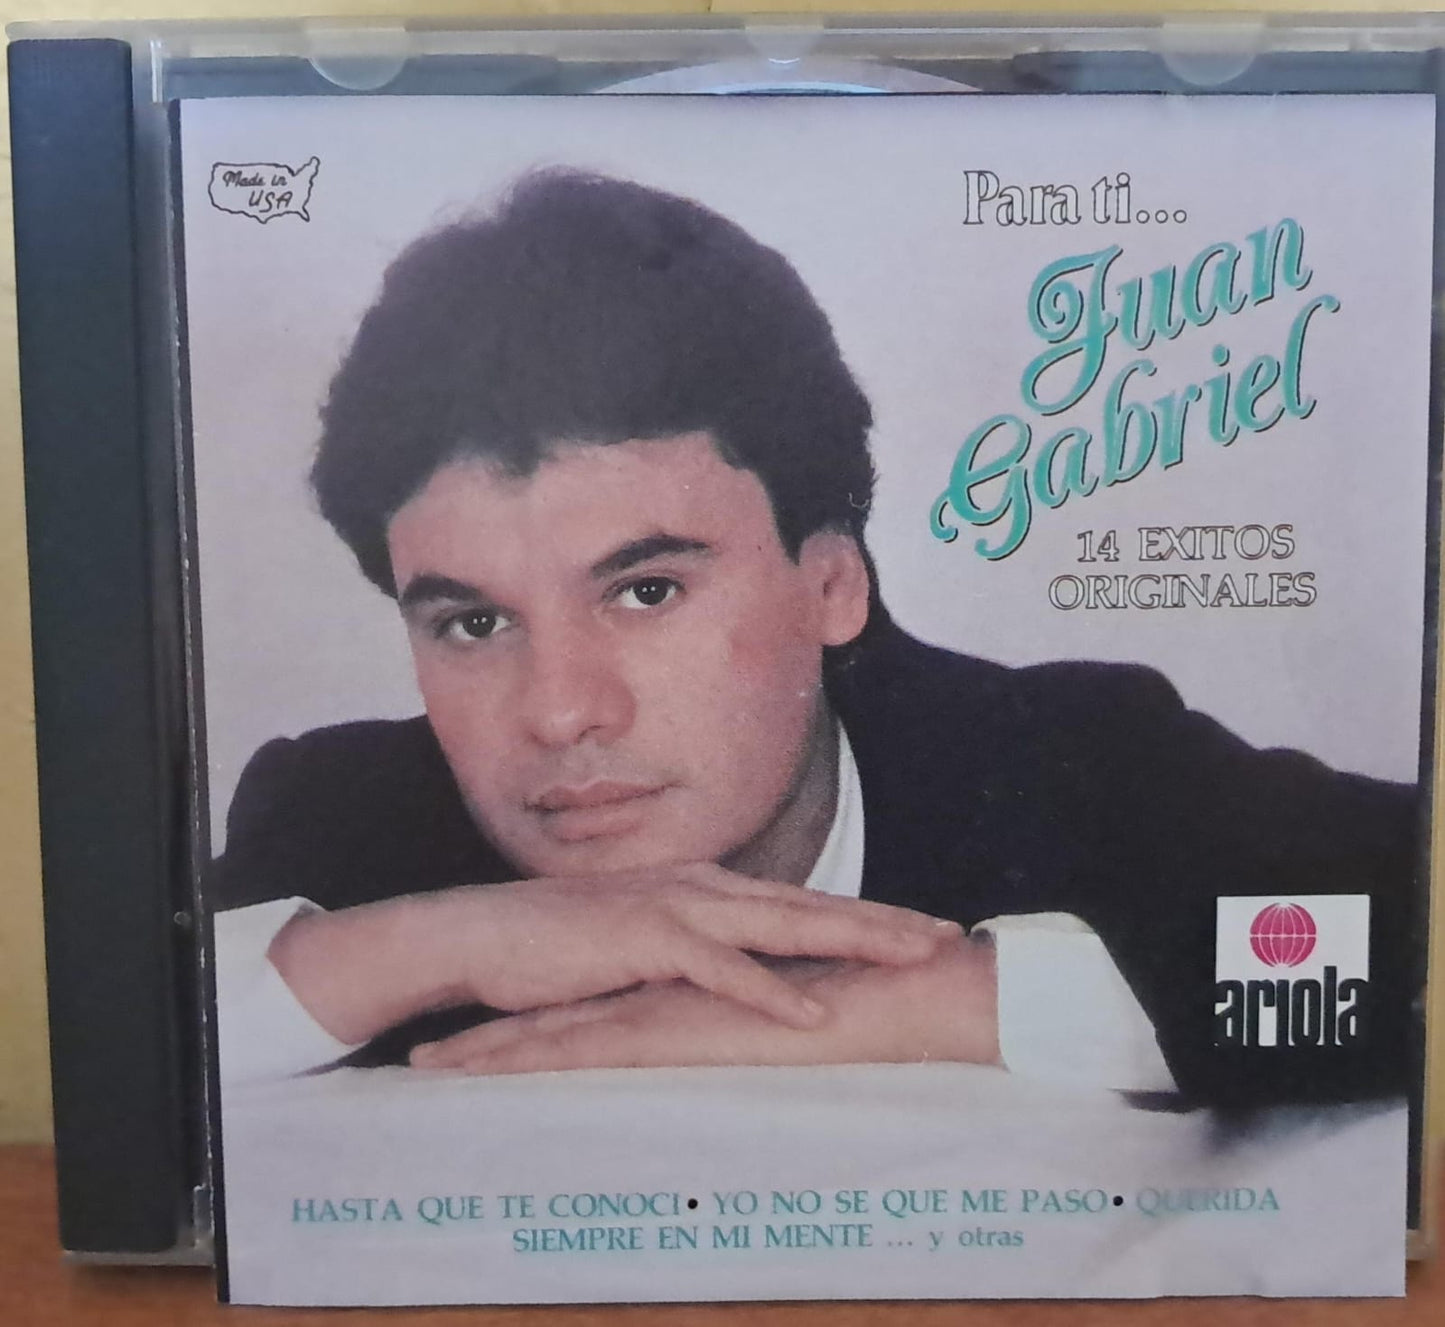 Made in
USA
Para ti...
Juan
Gabriel
14 EXITOS
ORIGINALES
ariola
HASTA QUE TE CONOCI • YO NO SE QUE ME PASO • QUERIDA
SIEMPRE EN MI MENTE ... y otras